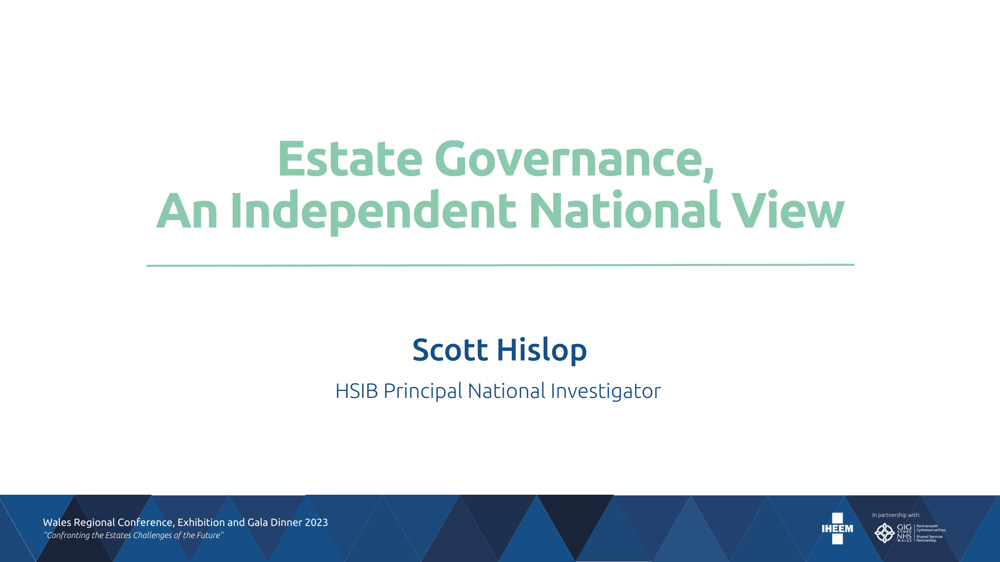 Estate Governance,
An Independent National View
Scott Hislop
HSIB Principal National Investigator
Wales Regional Conference, Exhibition and Gala Dinner 2023
"Confronting the Estates Challenges of the Future"
IHEEM
In partnership with:
GIG
CYMRU
NHS
WALES
Partneriaeth
Cydwasanaethau
Shared Services
Partnership